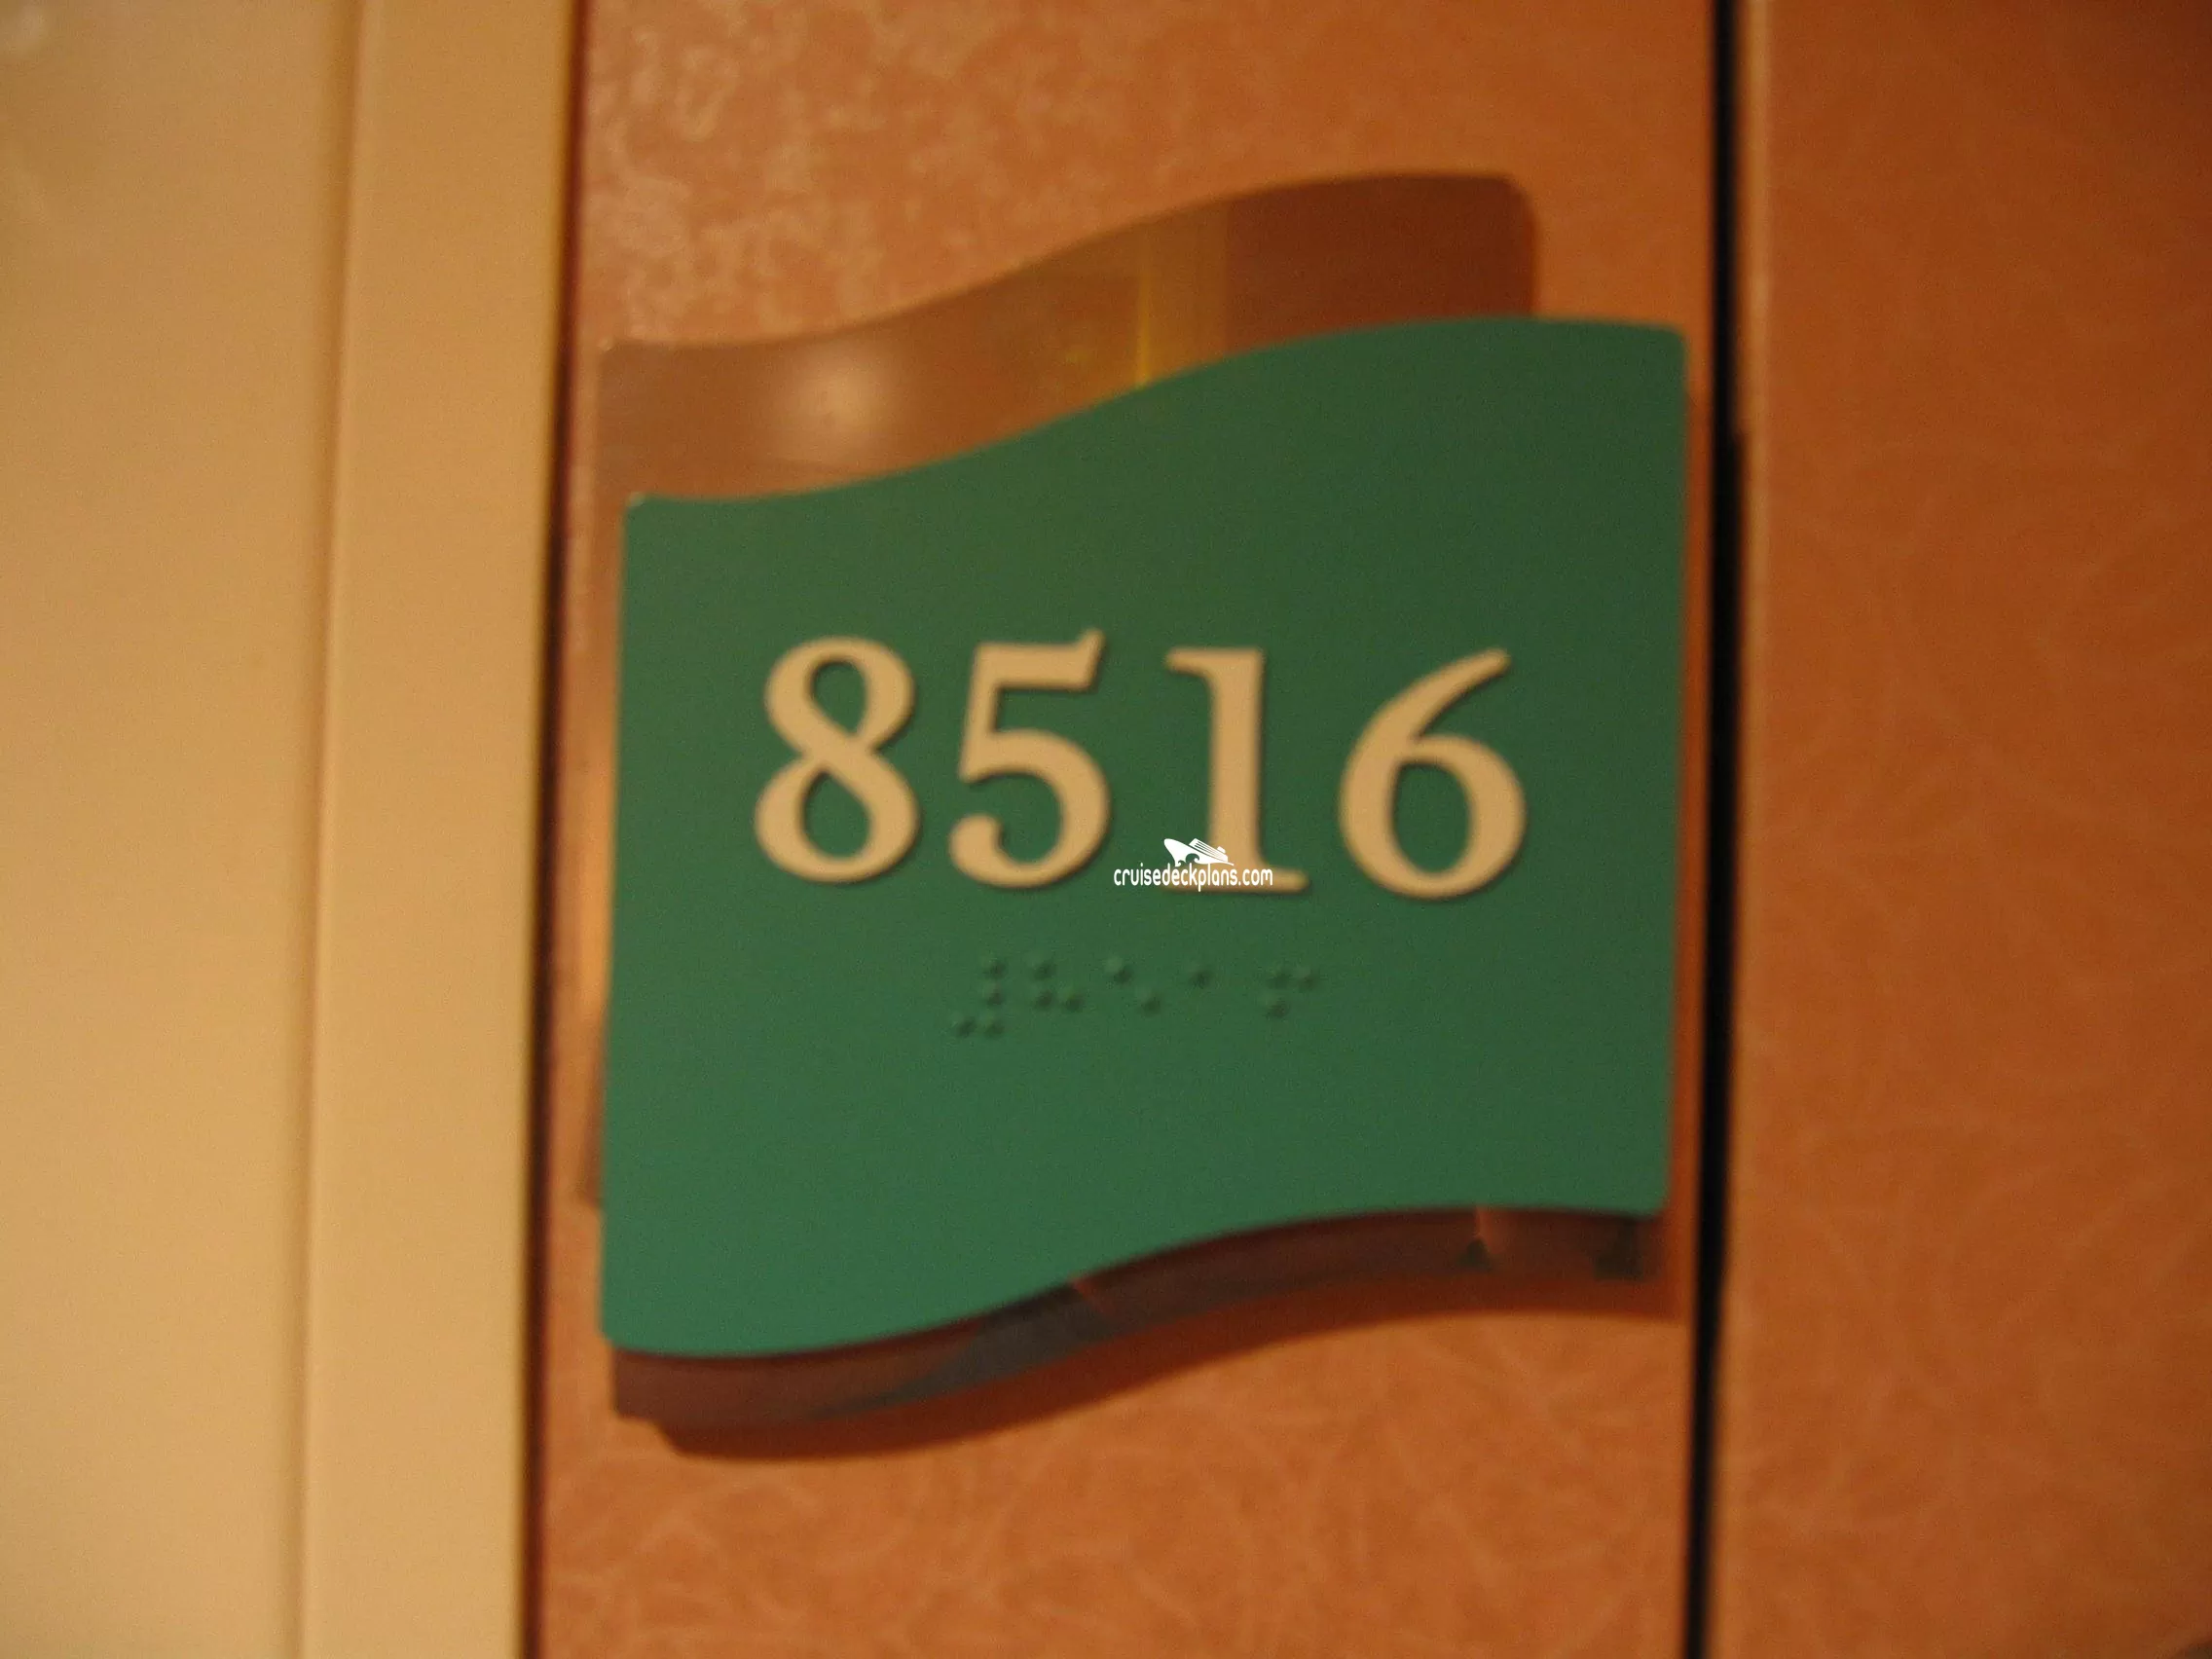 8516
cruisedeckplans.com
⠼⠓⠑⠁⠋